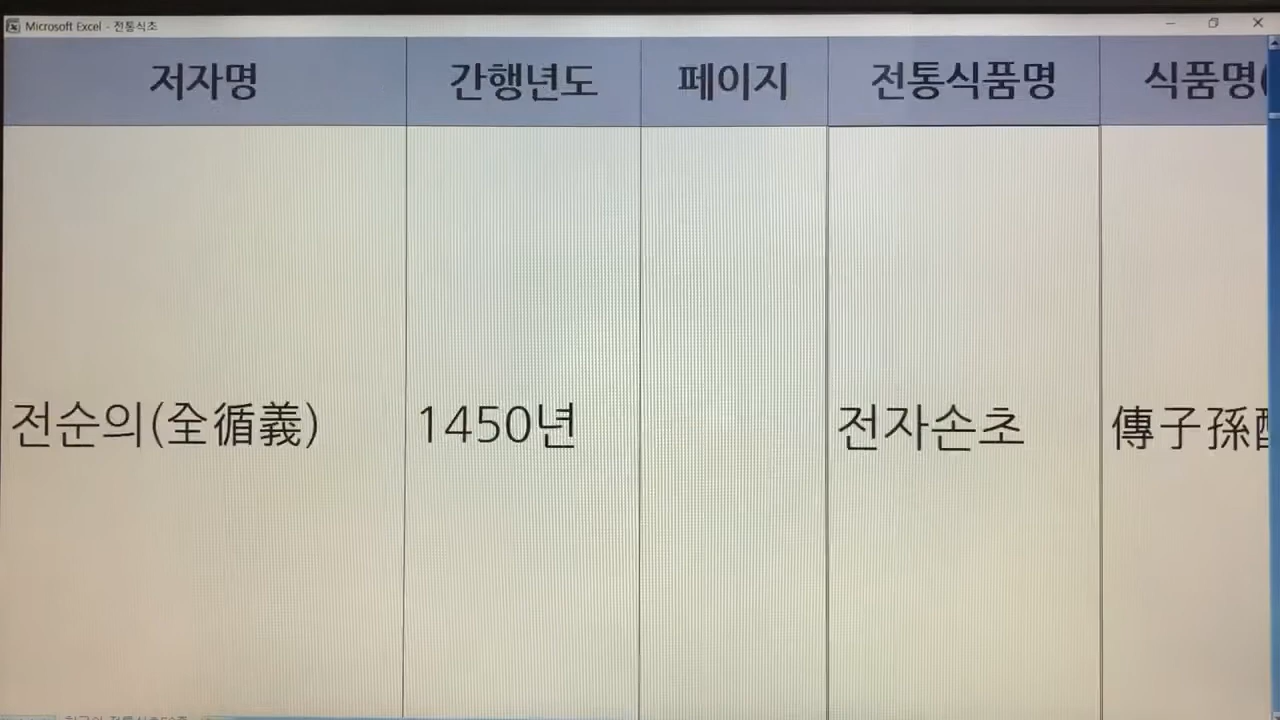 Microsoft Excel - 전통식초
저자명 간행년도 페이지 전통식품명 식품명(
전순의(全循義) 1450년 전자손초 傳子孫